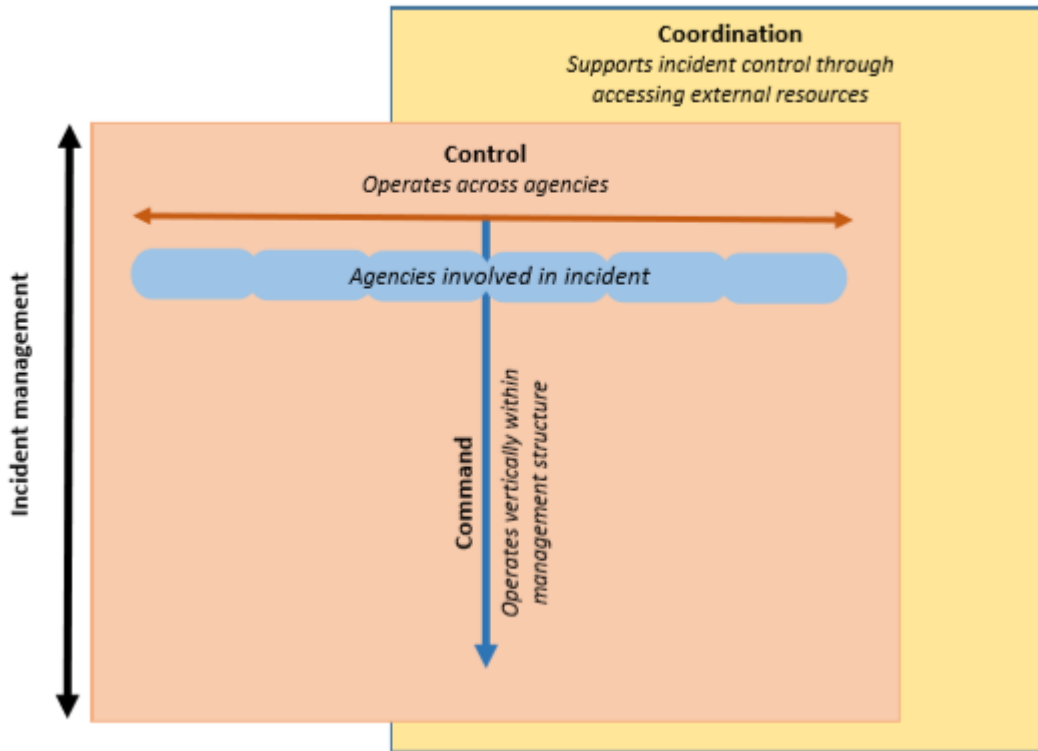 Coordination
Supports incident control through
accessing external resources
Control
Operates across agencies
Agencies involved in incident
Incident management
Command
Operates vertically within
management structure